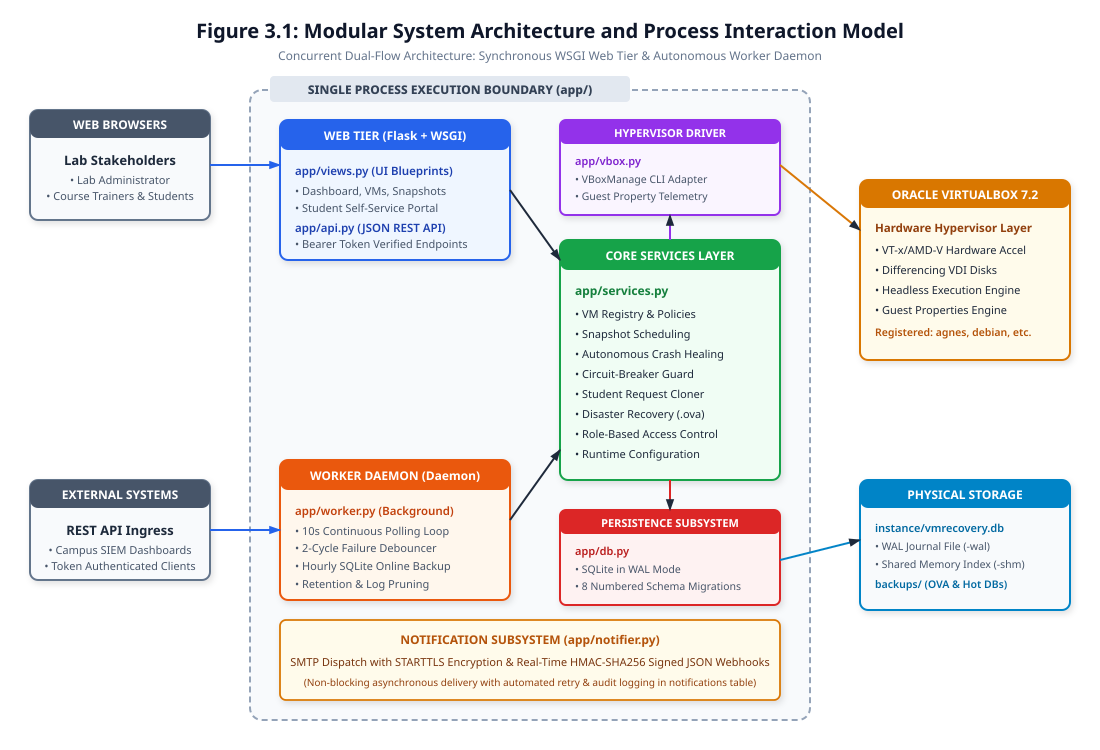 Figure 3.1: Modular System Architecture and Process Interaction Model
Concurrent Dual-Flow Architecture: Synchronous WSGI Web Tier & Autonomous Worker Daemon
SINGLE PROCESS EXECUTION BOUNDARY (app/)
WEB BROWSERS
Lab Stakeholders
• Lab Administrator
• Course Trainers & Students
WEB TIER (Flask + WSGI)
app/views.py (UI Blueprints)
• Dashboard, VMs, Snapshots
• Student Self-Service Portal
app/api.py (JSON REST API)
• Bearer Token Verified Endpoints
HYPERVISOR DRIVER
app/vbox.py
• VBoxManage CLI Adapter
• Guest Property Telemetry
ORACLE VIRTUALBOX 7.2
Hardware Hypervisor Layer
• VT-x/AMD-V Hardware Accel
• Differencing VDI Disks
• Headless Execution Engine
• Guest Properties Engine
Registered: agnes, debian, etc.
CORE SERVICES LAYER
app/services.py
• VM Registry & Policies
• Snapshot Scheduling
• Autonomous Crash Healing
• Circuit-Breaker Guard
• Student Request Cloner
• Disaster Recovery (.ova)
• Role-Based Access Control
• Runtime Configuration
EXTERNAL SYSTEMS
REST API Ingress
• Campus SIEM Dashboards
• Token Authenticated Clients
WORKER DAEMON (Daemon)
app/worker.py (Background)
• 10s Continuous Polling Loop
• 2-Cycle Failure Debouncer
• Hourly SQLite Online Backup
• Retention & Log Pruning
PERSISTENCE SUBSYSTEM
app/db.py
• SQLite in WAL Mode
• 8 Numbered Schema Migrations
PHYSICAL STORAGE
instance/vmrecovery.db
• WAL Journal File (-wal)
• Shared Memory Index (-shm)
backups/ (OVA & Hot DBs)
NOTIFICATION SUBSYSTEM (app/notifier.py)
SMTP Dispatch with STARTTLS Encryption & Real-Time HMAC-SHA256 Signed JSON Webhooks
(Non-blocking asynchronous delivery with automated retry & audit logging in notifications table)